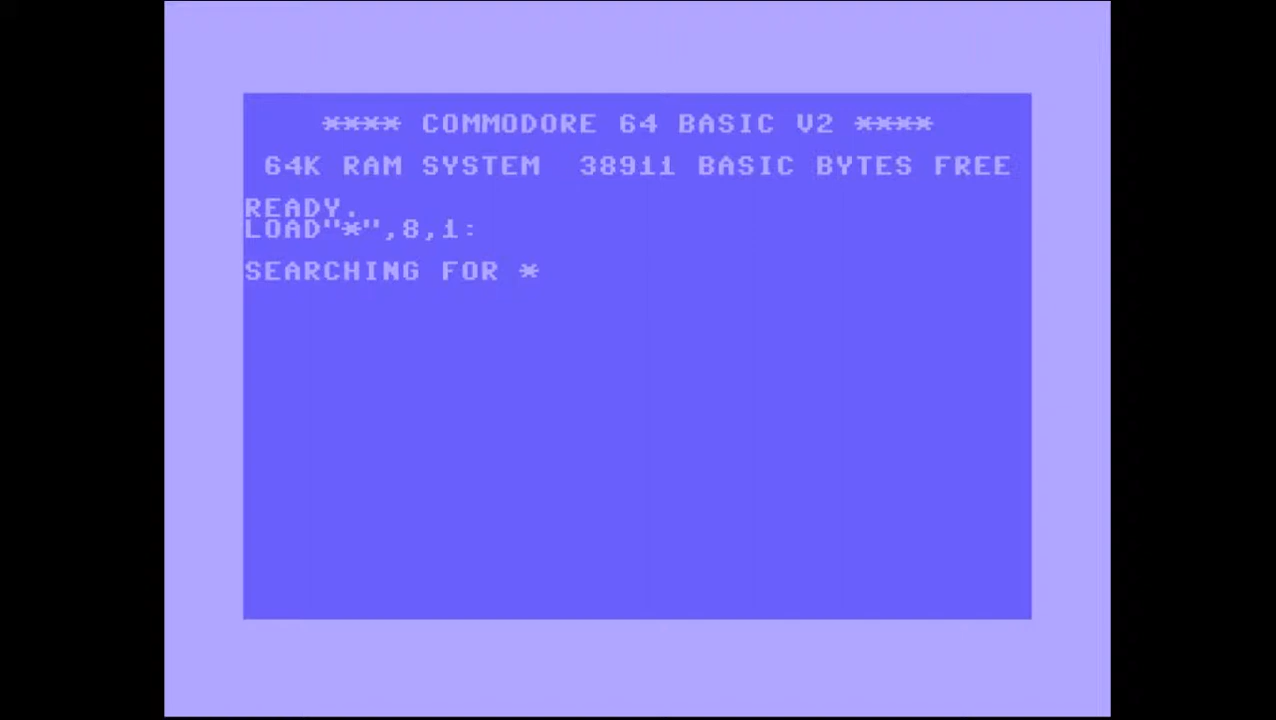 **** COMMODORE 64 BASIC V2 ****
64K RAM SYSTEM  38911 BASIC BYTES FREE
READY.
LOAD"*",8,1:
SEARCHING FOR *